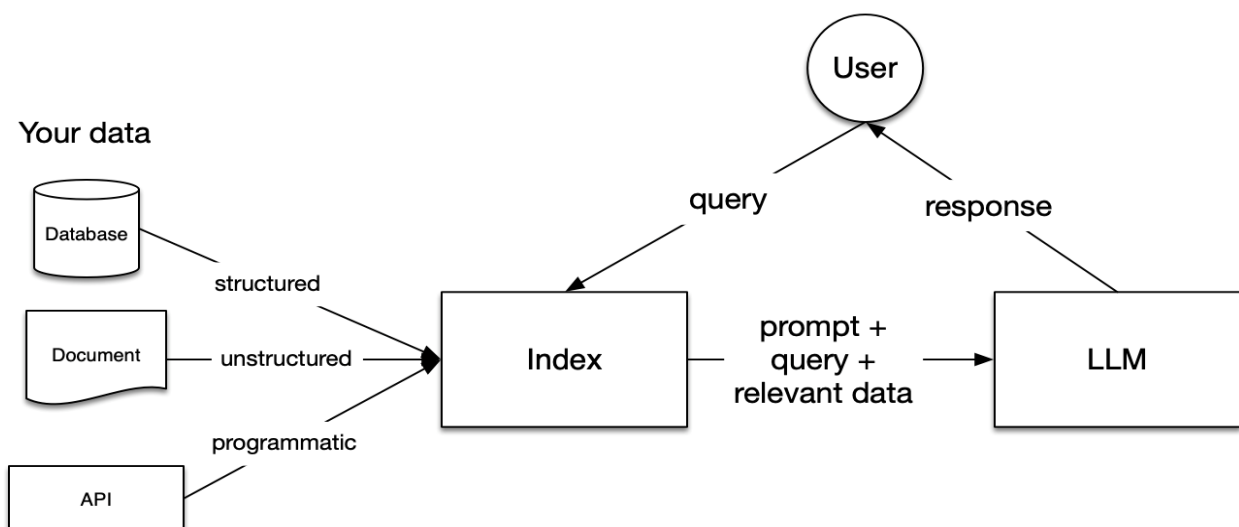 User
Your data
query
response
Database
structured
Document
unstructured
Index
prompt +
query +
relevant data
LLM
programmatic
API